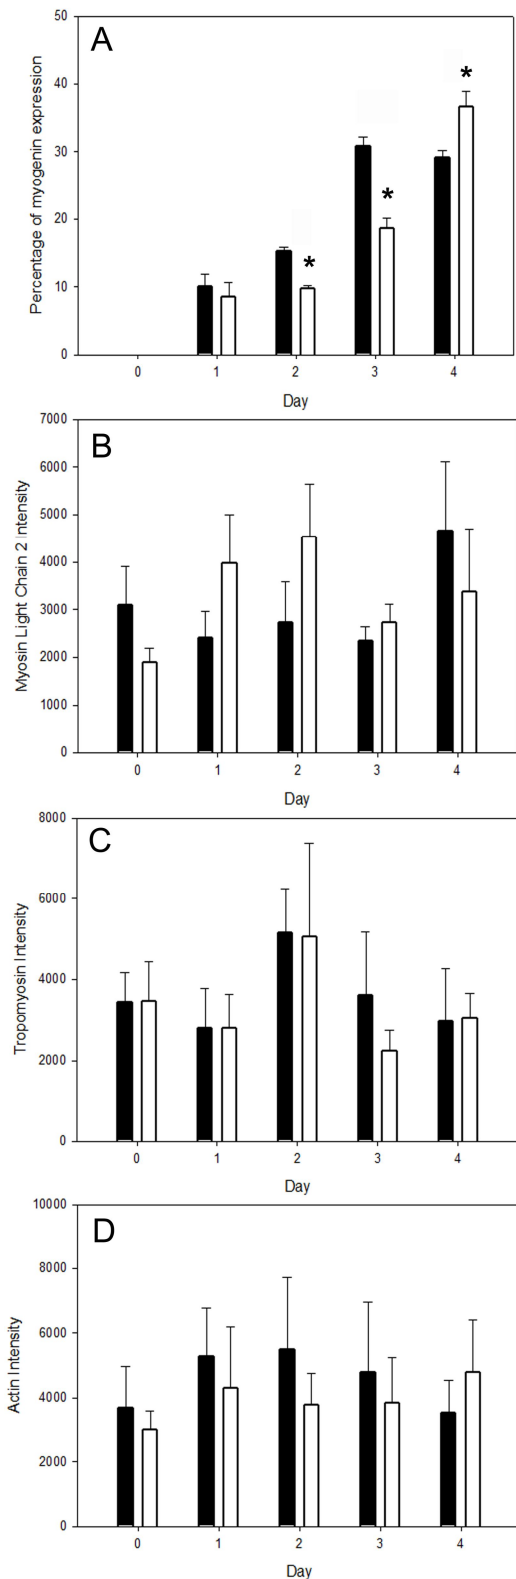 A
Percentage of myogenin expression
50
40
30
20
10
0
*
*
*
0 1 2 3 4
Day
B
Myosin Light Chain 2 Intensity
7000
6000
5000
4000
3000
2000
1000
0
0 1 2 3 4
Day
C
Tropomyosin Intensity
8000
6000
4000
2000
0
0 1 2 3 4
Day
D
Actin Intensity
10000
8000
6000
4000
2000
0
0 1 2 3 4
Day